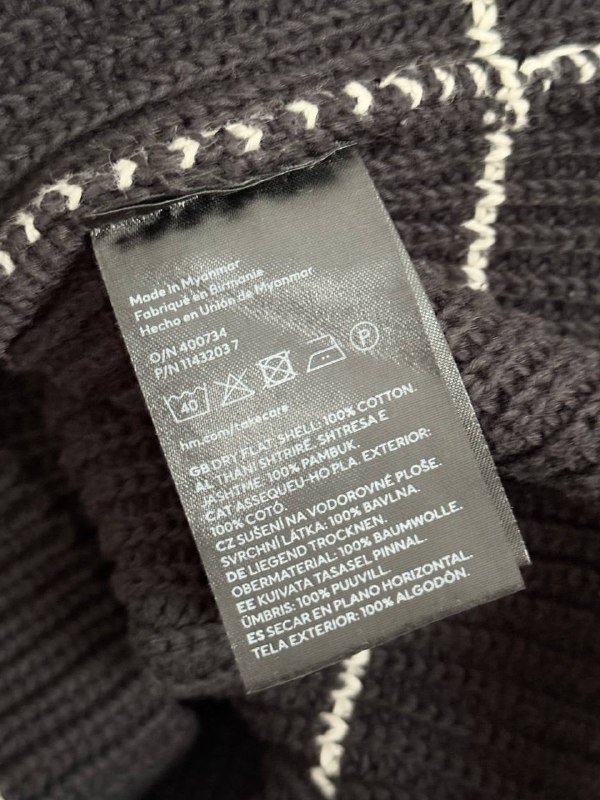 Made in Myanmar
Fabriqué en Birmanie
Hecho en Unión de Myanmar
O/N 400734
P/N 1143203 7
40
P
hm.com/takecare
GB DRY FLAT SHELL: 100% COTTON.
AL THANI SHTRIRË. SHTRESA E
JASHTME: 100% PAMBUK.
CAT ASSEQUEU-HO PLA. EXTERIOR:
100% COTÓ.
CZ SUŠENÍ NA VODOROVNÉ PLOŠE.
SVRCHNÍ LÁTKA: 100% BAVLNA.
DE LIEGEND TROCKNEN.
OBERMATERIAL: 100% BAUMWOLLE.
EE KUIVATA TASASEL PINNAL.
ÜMBRIS: 100% PUUVILL.
ES SECAR EN PLANO HORIZONTAL.
TELA EXTERIOR: 100% ALGODÓN.